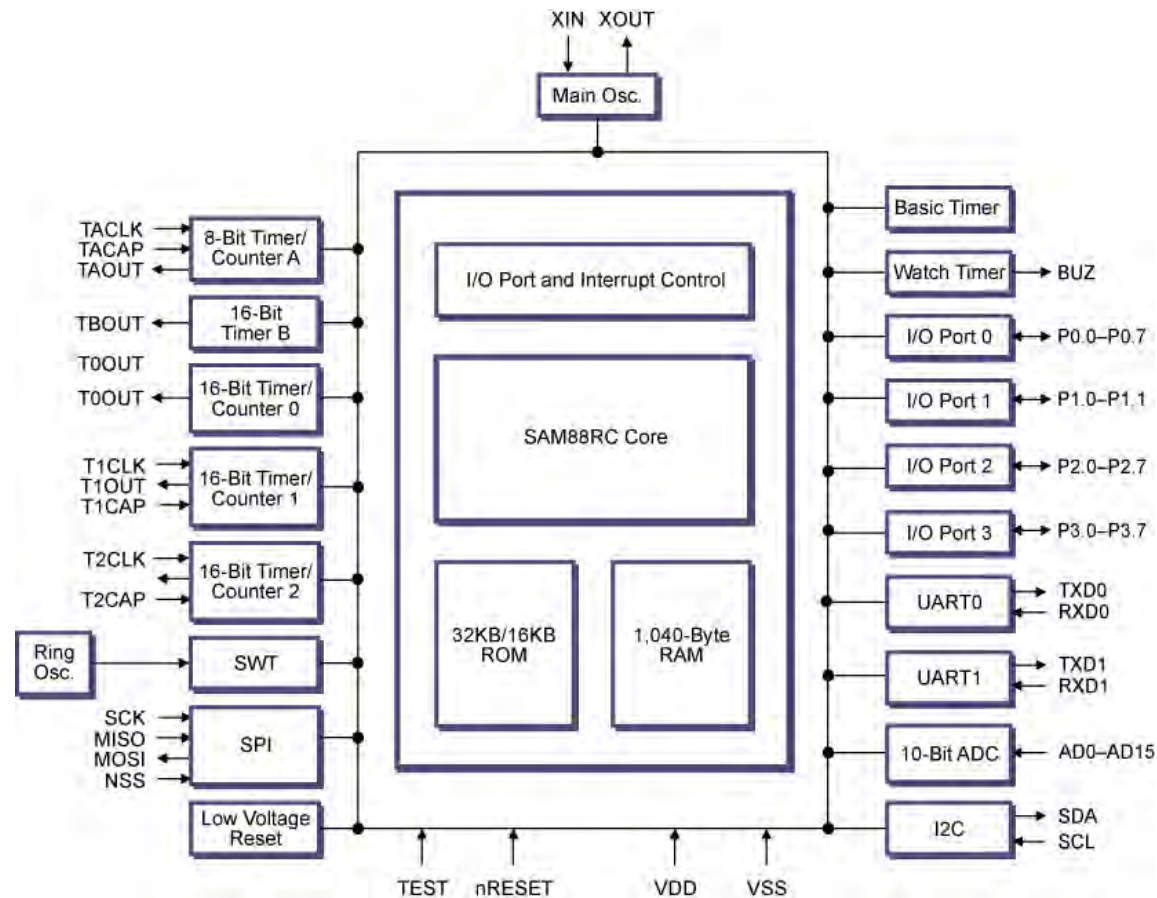 XIN XOUT
Main Osc.
TACLK
TACAP
TAOUT
8-Bit Timer/
Counter A
TBOUT
16-Bit
Timer B
T0OUT
T0OUT
16-Bit Timer/
Counter 0
T1CLK
T1OUT
T1CAP
16-Bit Timer/
Counter 1
T2CLK
T2CAP
16-Bit Timer/
Counter 2
Ring
Osc.
SWT
SCK
MISO
MOSI
NSS
SPI
Low Voltage
Reset
I/O Port and Interrupt Control
SAM88RC Core
32KB/16KB
ROM
1,040-Byte
RAM
Basic Timer
Watch Timer
BUZ
I/O Port 0
P0.0–P0.7
I/O Port 1
P1.0–P1.1
I/O Port 2
P2.0–P2.7
I/O Port 3
P3.0–P3.7
UART0
TXD0
RXD0
UART1
TXD1
RXD1
10-Bit ADC
AD0–AD15
I2C
SDA
SCL
TEST nRESET VDD VSS